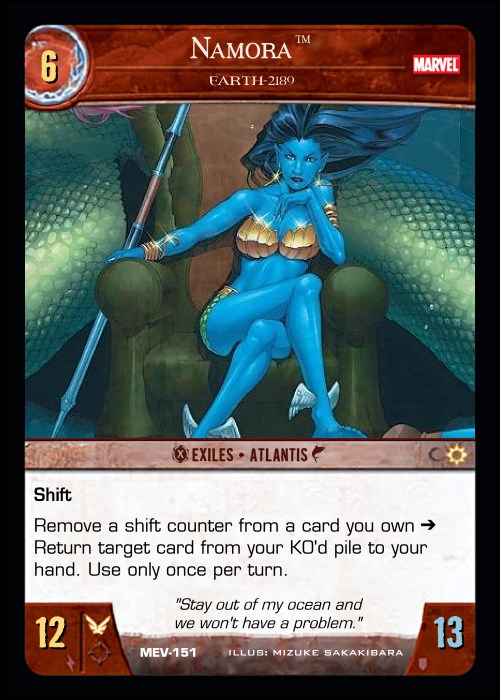 6
NAMORA™
MARVEL
EARTH-2189
EXILES • ATLANTIS
Shift
Remove a shift counter from a card you own ➔
Return target card from your KO'd pile to your
hand. Use only once per turn.
"Stay out of my ocean and
we won't have a problem."
12
13
MEV-151 ILLUS: MIZUKE SAKAKIBARA